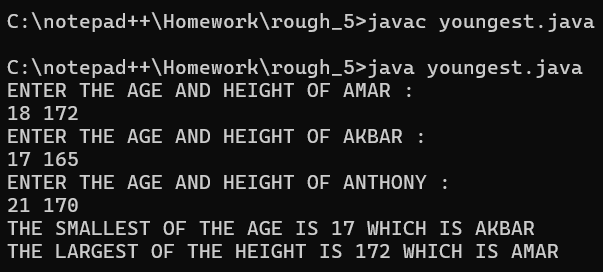 C:\notepad++\Homework\rough_5>javac youngest.java
C:\notepad++\Homework\rough_5>java youngest.java
ENTER THE AGE AND HEIGHT OF AMAR :
18 172
ENTER THE AGE AND HEIGHT OF AKBAR :
17 165
ENTER THE AGE AND HEIGHT OF ANTHONY :
21 170
THE SMALLEST OF THE AGE IS 17 WHICH IS AKBAR
THE LARGEST OF THE HEIGHT IS 172 WHICH IS AMAR